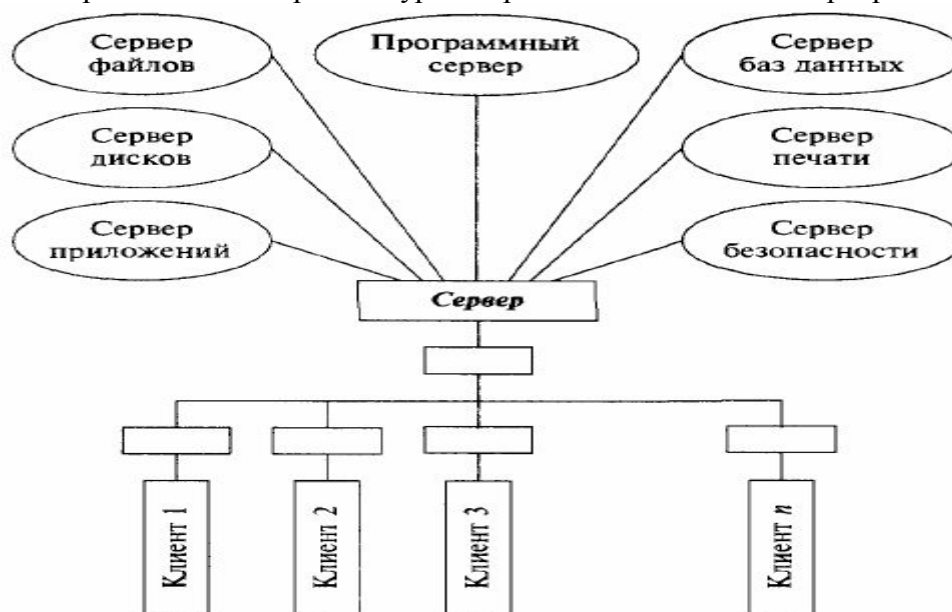 Сервер
файлов
Программный
сервер
Сервер
баз данных
Сервер
дисков
Сервер
печати
Сервер
приложений
Сервер
безопасности
Сервер
Клиент 1
Клиент 2
Клиент 3
Клиент n